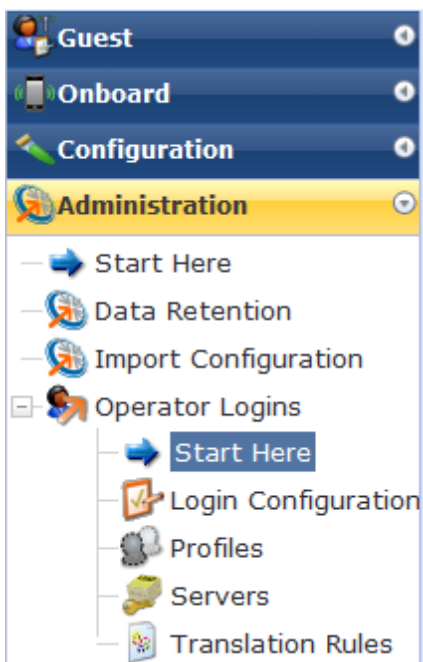 Guest
Onboard
Configuration
Administration
Start Here
Data Retention
Import Configuration
Operator Logins
Start Here
Login Configuration
Profiles
Servers
Translation Rules